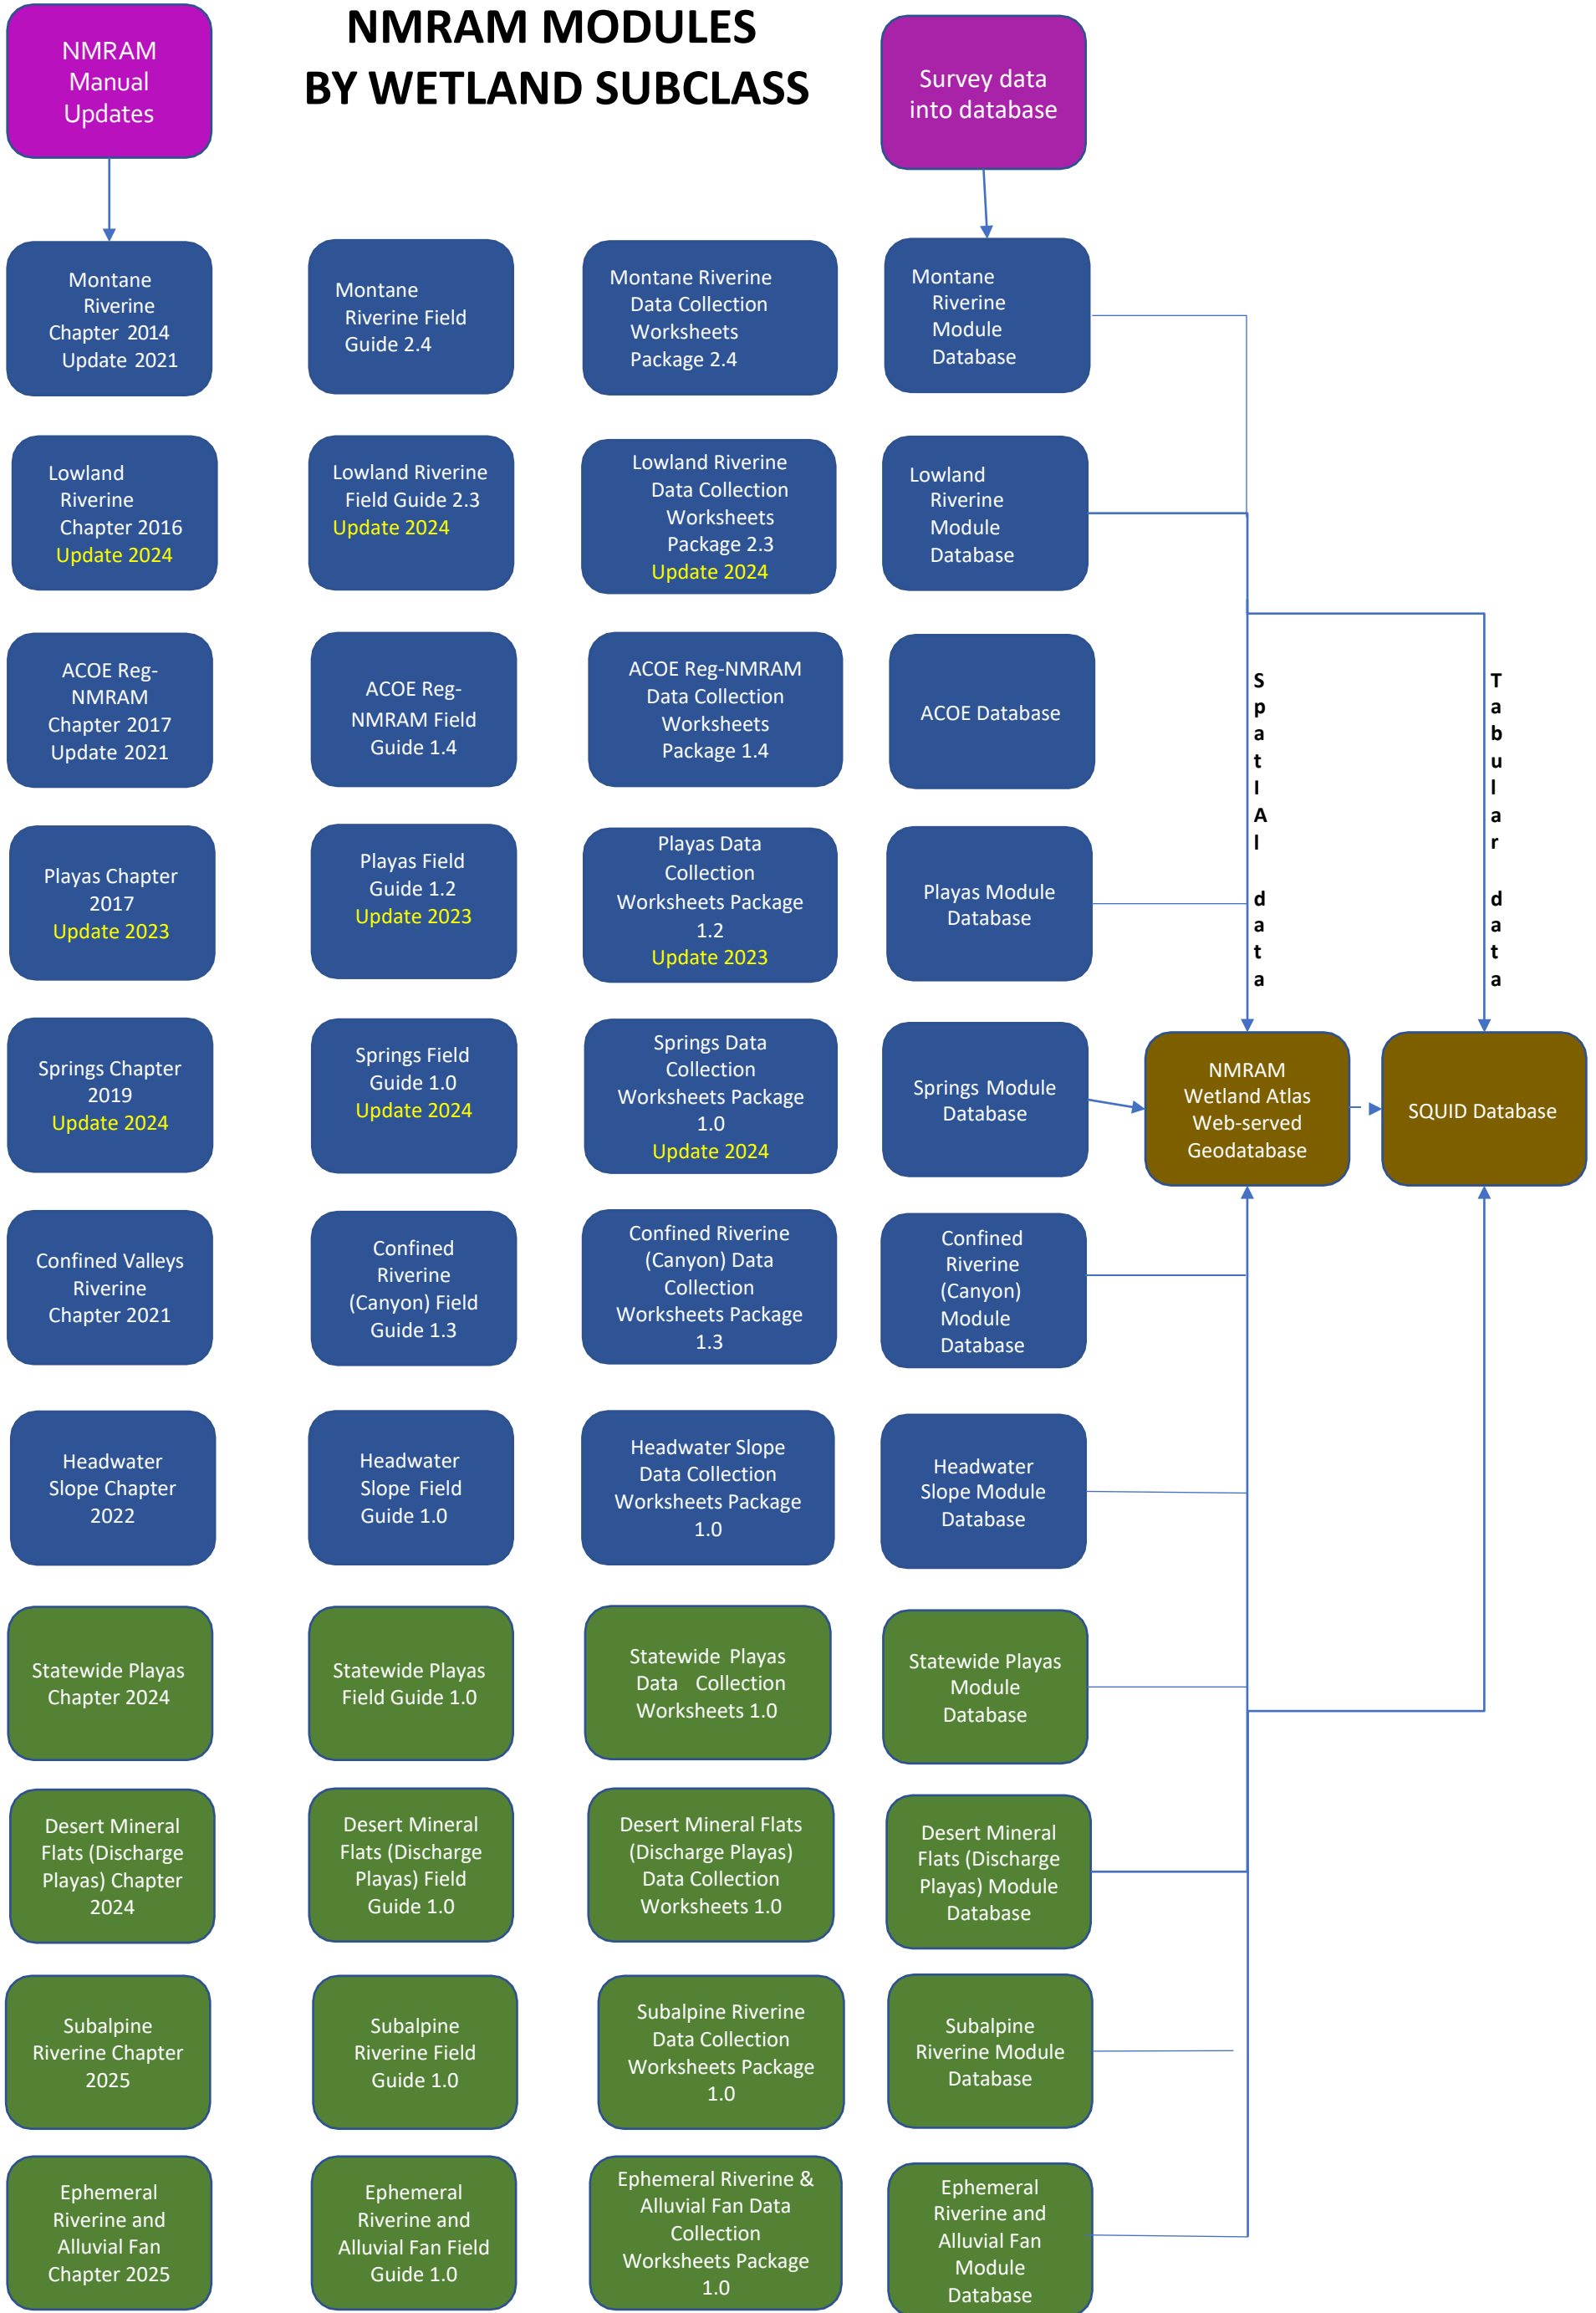 NMRAM MODULES
BY WETLAND SUBCLASS
NMRAM
Manual
Updates
Survey data
into database
Montane
Riverine
Chapter 2014
Update 2021
Montane
Riverine Field
Guide 2.4
Montane Riverine
Data Collection
Worksheets
Package 2.4
Montane
Riverine
Module
Database
Lowland
Riverine
Chapter 2016
Update 2024
Lowland Riverine
Field Guide 2.3
Update 2024
Lowland Riverine
Data Collection
Worksheets
Package 2.3
Update 2024
Lowland
Riverine
Module
Database
ACOE Reg-
NMRAM
Chapter 2017
Update 2021
ACOE Reg-
NMRAM Field
Guide 1.4
ACOE Reg-NMRAM
Data Collection
Worksheets
Package 1.4
ACOE Database
S
p
a
t
I
A
l
d
a
t
a
T
a
b
u
l
a
r
d
a
t
a
Playas Chapter
2017
Update 2023
Playas Field
Guide 1.2
Update 2023
Playas Data
Collection
Worksheets Package
1.2
Update 2023
Playas Module
Database
Springs Chapter
2019
Update 2024
Springs Field
Guide 1.0
Update 2024
Springs Data
Collection
Worksheets Package
1.0
Update 2024
Springs Module
Database
NMRAM
Wetland Atlas
Web-served
Geodatabase
SQUID Database
Confined Valleys
Riverine
Chapter 2021
Confined
Riverine
(Canyon) Field
Guide 1.3
Confined Riverine
(Canyon) Data
Collection
Worksheets Package
1.3
Confined
Riverine
(Canyon)
Module
Database
Headwater
Slope Chapter
2022
Headwater
Slope Field
Guide 1.0
Headwater Slope
Data Collection
Worksheets Package
1.0
Headwater
Slope Module
Database
Statewide Playas
Chapter 2024
Statewide Playas
Field Guide 1.0
Statewide Playas
Data Collection
Worksheets 1.0
Statewide Playas
Module
Database
Desert Mineral
Flats (Discharge
Playas) Chapter
2024
Desert Mineral
Flats (Discharge
Playas) Field
Guide 1.0
Desert Mineral Flats
(Discharge Playas)
Data Collection
Worksheets 1.0
Desert Mineral
Flats (Discharge
Playas) Module
Database
Subalpine
Riverine Chapter
2025
Subalpine
Riverine Field
Guide 1.0
Subalpine Riverine
Data Collection
Worksheets Package
1.0
Subalpine
Riverine Module
Database
Ephemeral
Riverine and
Alluvial Fan
Chapter 2025
Ephemeral
Riverine and
Alluvial Fan Field
Guide 1.0
Ephemeral Riverine &
Alluvial Fan Data
Collection
Worksheets Package
1.0
Ephemeral
Riverine and
Alluvial Fan
Module
Database